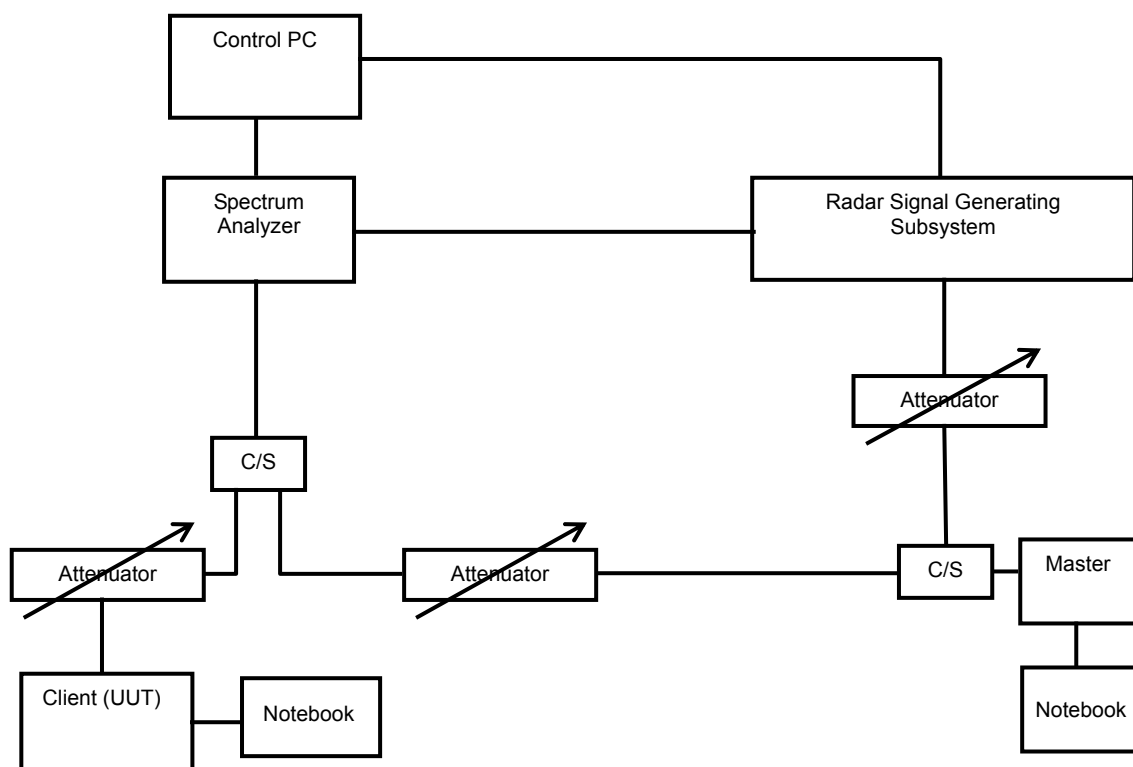 Control PC
Spectrum
Analyzer
Radar Signal Generating
Subsystem
Attenuator
C/S
Attenuator
Attenuator
C/S
Master
Client (UUT)
Notebook
Notebook